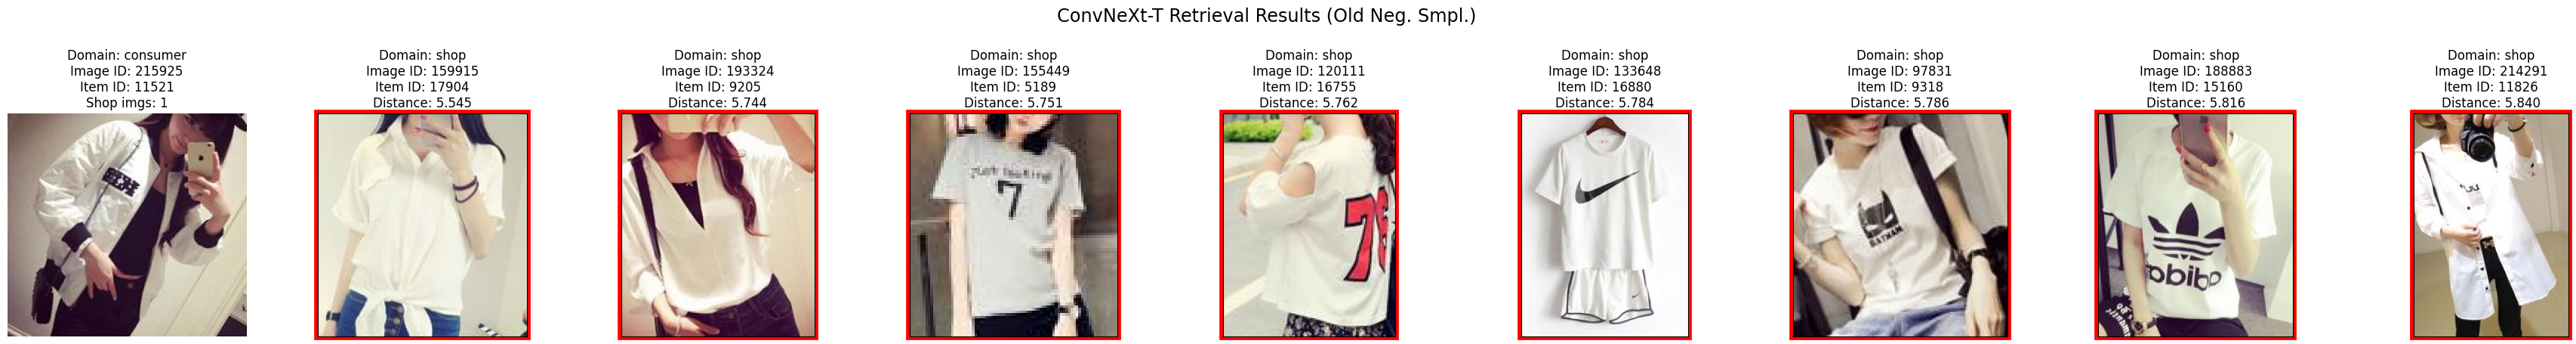 ConvNeXt-T Retrieval Results (Old Neg. Smpl.)
Domain: consumer
Image ID: 215925
Item ID: 11521
Shop imgs: 1
Domain: shop
Image ID: 159915
Item ID: 17904
Distance: 5.545
Domain: shop
Image ID: 193324
Item ID: 9205
Distance: 5.744
Domain: shop
Image ID: 155449
Item ID: 5189
Distance: 5.751
7
Domain: shop
Image ID: 120111
Item ID: 16755
Distance: 5.762
76
Domain: shop
Image ID: 133648
Item ID: 16880
Distance: 5.784
Domain: shop
Image ID: 97831
Item ID: 9318
Distance: 5.786
BATMAN
Domain: shop
Image ID: 188883
Item ID: 15160
Distance: 5.816
Domain: shop
Image ID: 214291
Item ID: 11826
Distance: 5.840